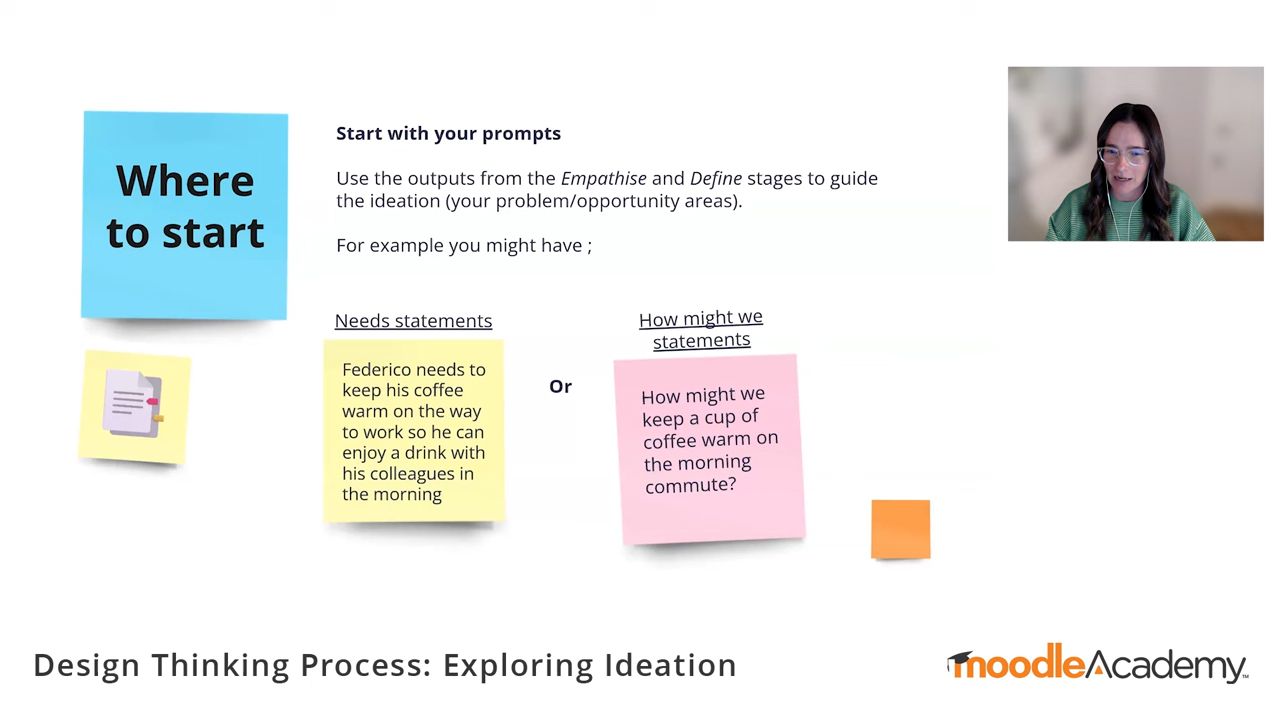 Where
to start
Start with your prompts
Use the outputs from the Empathise and Define stages to guide
the ideation (your problem/opportunity areas).
For example you might have ;
Needs statements
Federico needs to
keep his coffee
warm on the way
to work so he can
enjoy a drink with
his colleagues in
the morning
Or
How might we
statements
How might we
keep a cup of
coffee warm on
the morning
commute?
Design Thinking Process: Exploring Ideation
moodleAcademy™